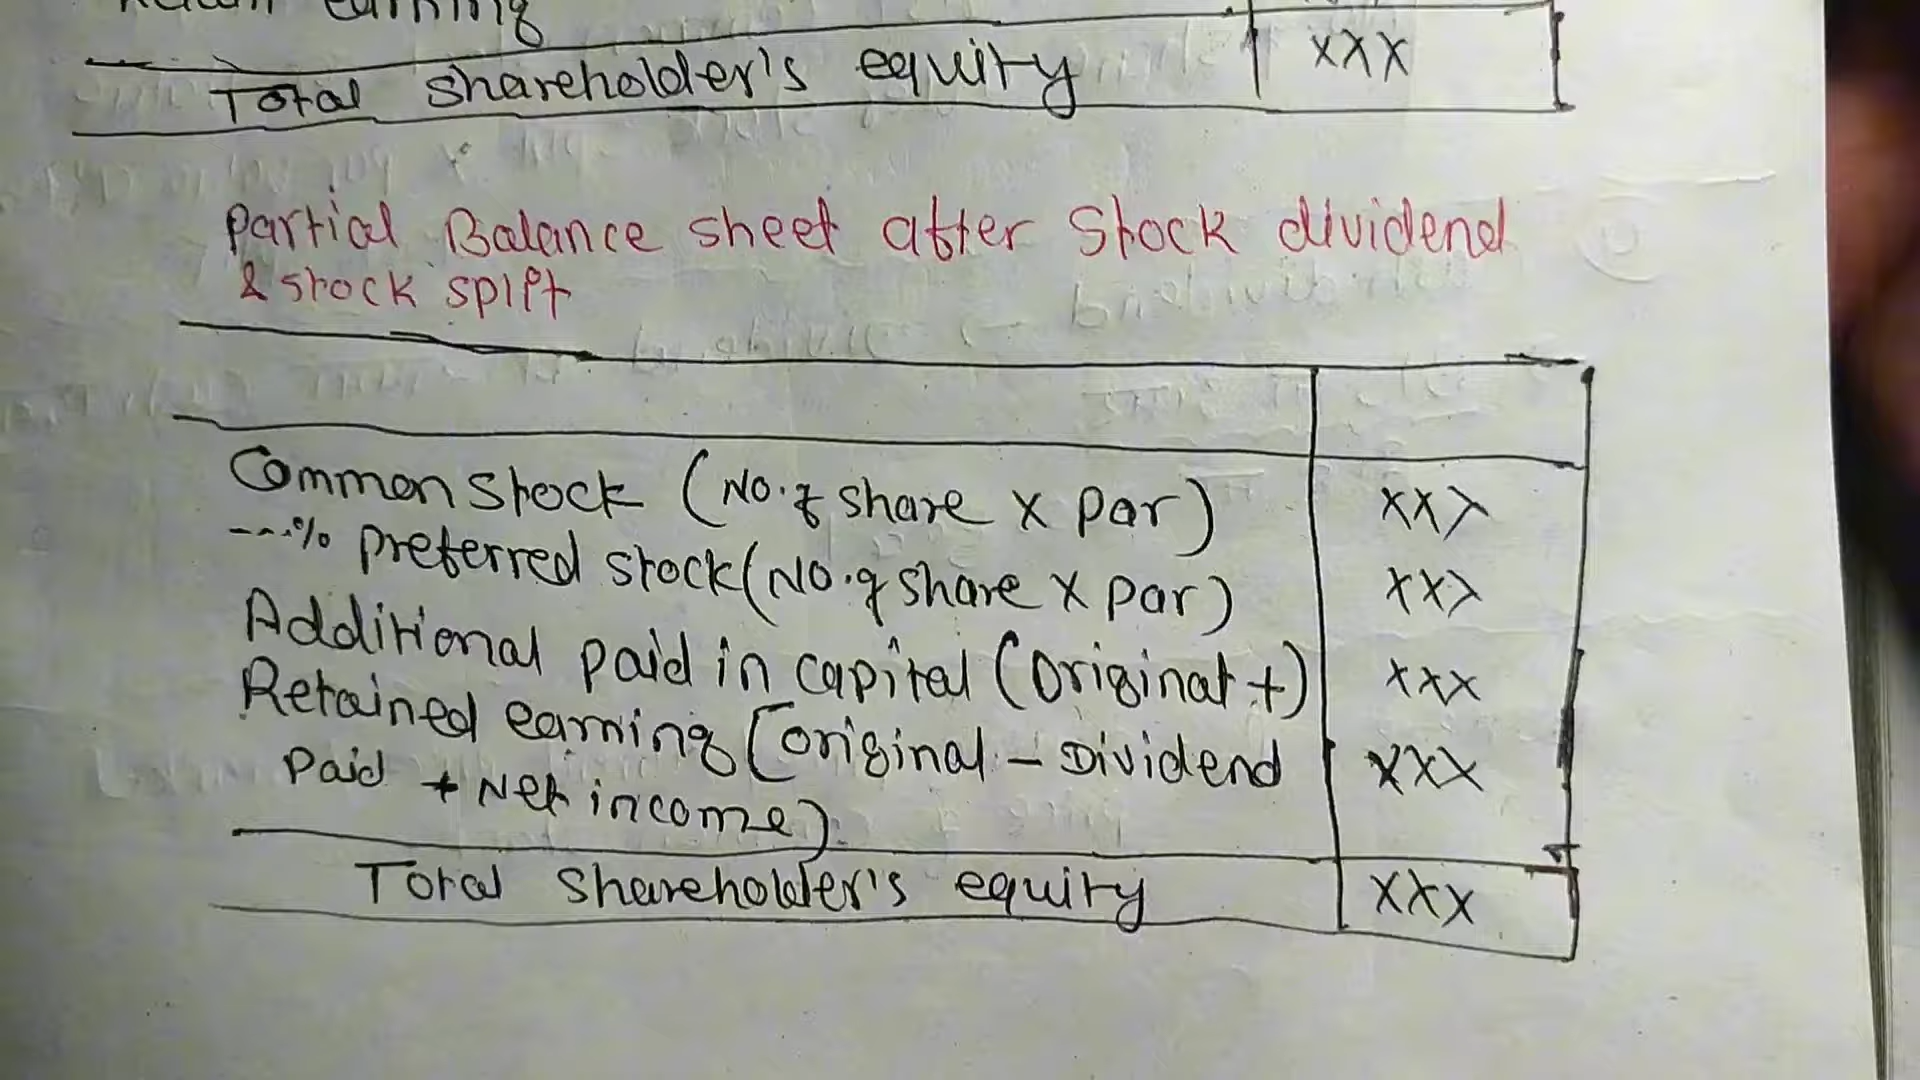 earning
Total shareholder's equity XXX
Partial Balance sheet after Stock dividend
& stock split
Common stock (No. of share X par) XXX
---% preferred stock (No. of share X par) XXX
Additional paid in capital (Original +) XXX
Retained earning [Original - Dividend XXX
Paid + Net income)
Total shareholder's equity XXX